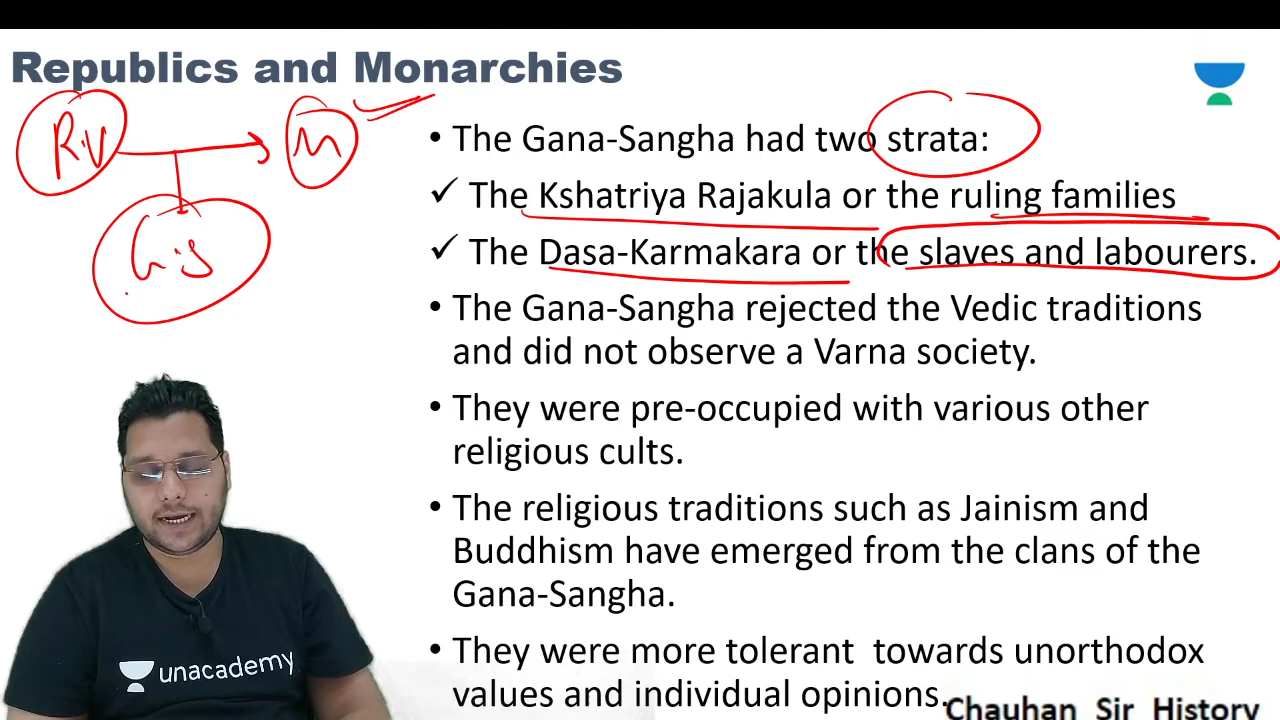 Republics and Monarchies
R.V
M
G.S
• The Gana-Sangha had two strata:
✓ The Kshatriya Rajakula or the ruling families
✓ The Dasa-Karmakara or the slaves and labourers.
• The Gana-Sangha rejected the Vedic traditions
and did not observe a Varna society.
• They were pre-occupied with various other
religious cults.
• The religious traditions such as Jainism and
Buddhism have emerged from the clans of the
Gana-Sangha.
• They were more tolerant towards unorthodox
values and individual opinions.
unacademy
Chauhan Sir History